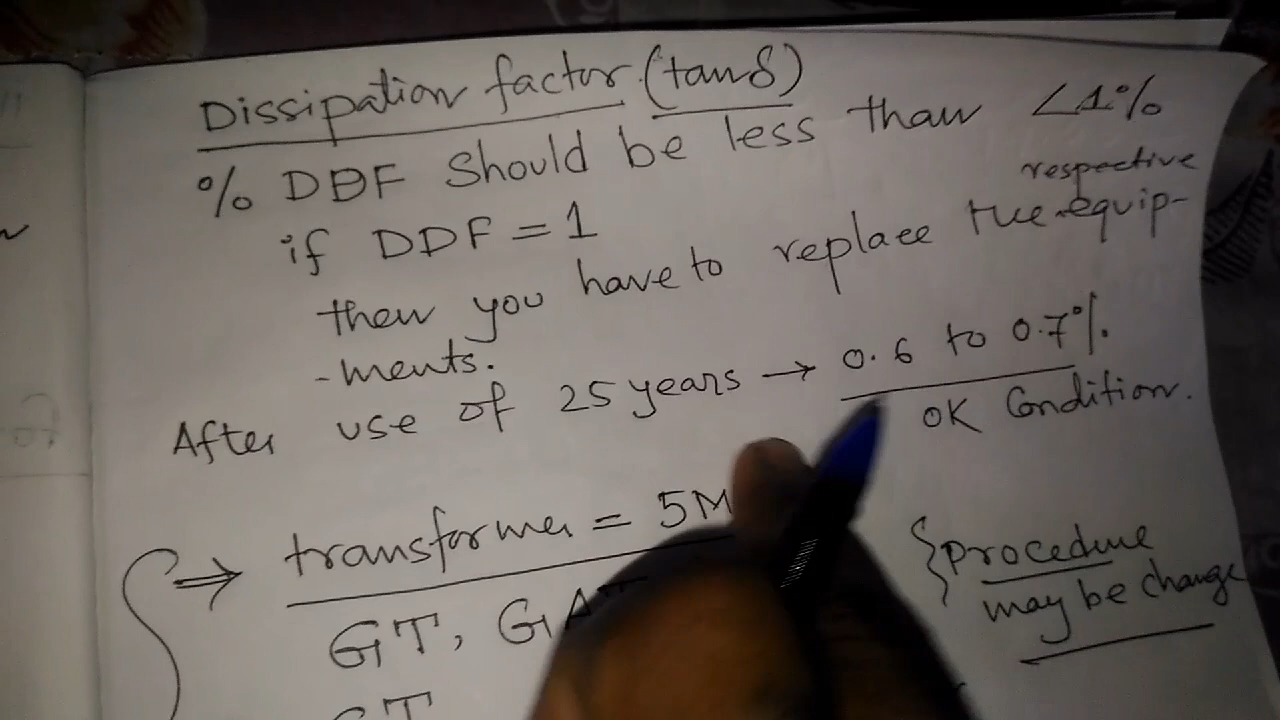 Dissipation factor (tanδ)
% DDF Should be less than <1%
if DDF = 1
then you have to replace the respective equip-
-ments.
After use of 25 years → 0.6 to 0.7%.
OK Condition.
⇒ transformer = 5M
GT,
{ procedure
may be change